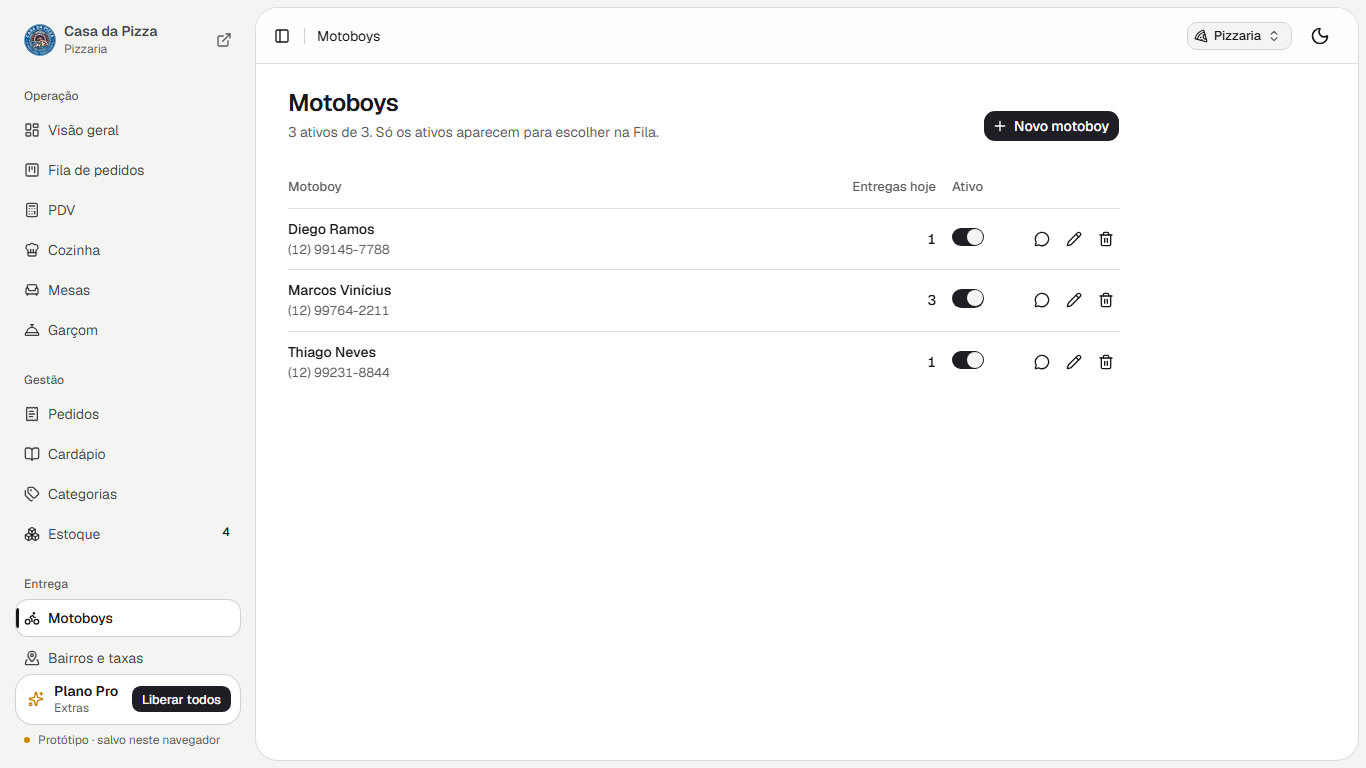 Casa da Pizza
Pizzaria
Operação
Visão geral
Fila de pedidos
PDV
Cozinha
Mesas
Garçom
Gestão
Pedidos
Cardápio
Categorias
Estoque 4
Entrega
Motoboys
Bairros e taxas
Plano Pro
Extras
Liberar todos
Protótipo · salvo neste navegador
Motoboys
Pizzaria
Motoboys
3 ativos de 3. Só os ativos aparecem para escolher na Fila.
+ Novo motoboy
Motoboy Entregas hoje Ativo
Diego Ramos
(12) 99145-7788
1
Marcos Vinícius
(12) 99764-2211
3
Thiago Neves
(12) 99231-8844
1